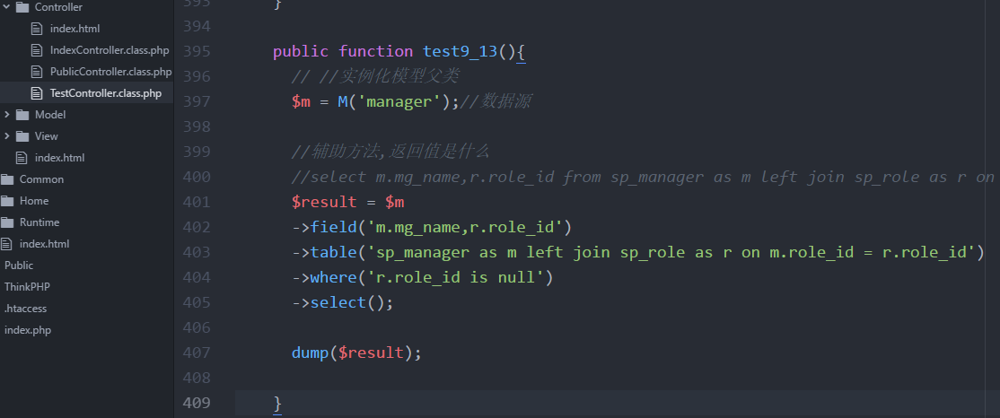 Controller
index.html
IndexController.class.php
PublicController.class.php
TestController.class.php
Model
View
index.html
Common
Home
Runtime
index.html
Public
ThinkPHP
.htaccess
index.php
393 }
394
395 public function test9_13(){
396 // //实例化模型父类
397 $m = M('manager');//数据源
398
399 //辅助方法,返回值是什么
400 //select m.mg_name,r.role_id from sp_manager as m left join sp_role as r on
401 $result = $m
402 ->field('m.mg_name,r.role_id')
403 ->table('sp_manager as m left join sp_role as r on m.role_id = r.role_id')
404 ->where('r.role_id is null')
405 ->select();
406
407 dump($result);
408
409 }